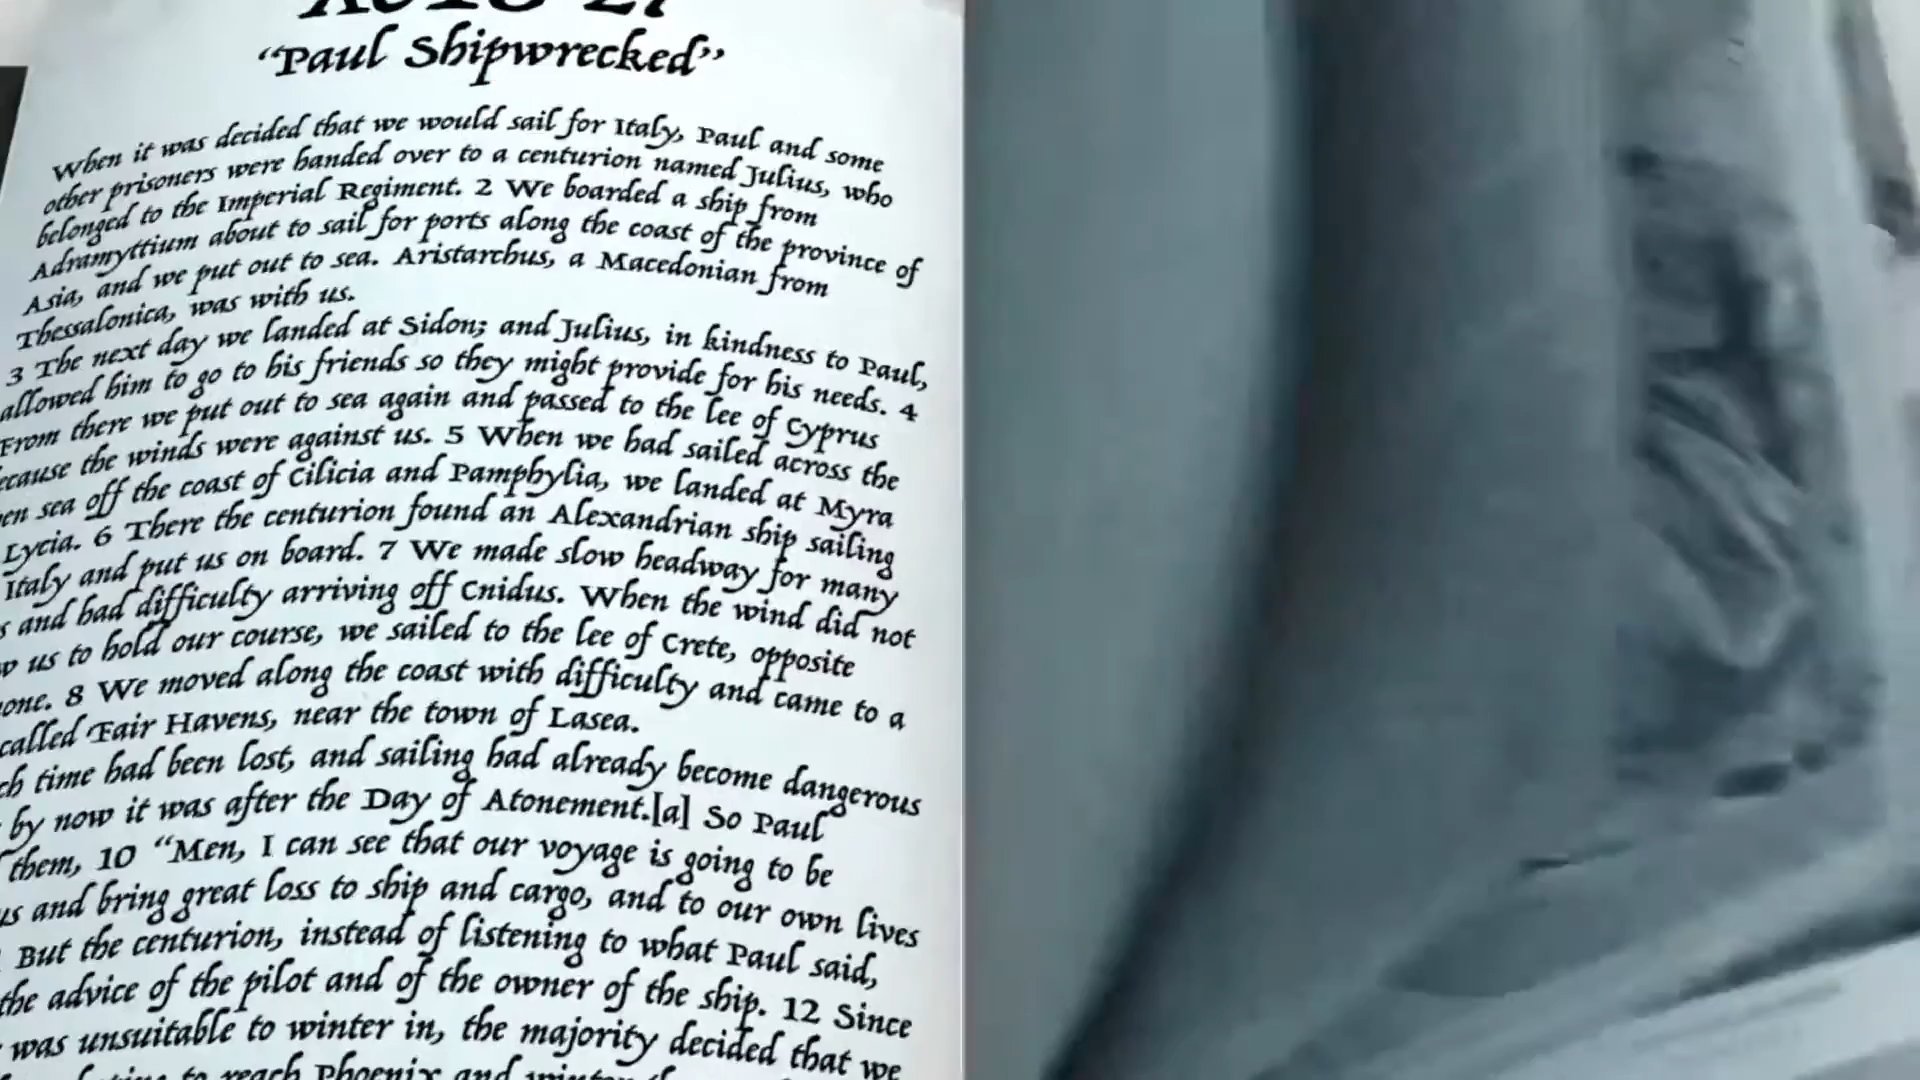 "Paul Shipwrecked"
When it was decided that we would sail for Italy, Paul and some
other prisoners were handed over to a centurion named Julius, who
belonged to the Imperial Regiment. 2 We boarded a ship from
Adramyttium about to sail for ports along the coast of the province of
Asia, and we put out to sea. Aristarchus, a Macedonian from
Thessalonica, was with us.
3 The next day we landed at Sidon; and Julius, in kindness to Paul,
allowed him to go to his friends so they might provide for his needs. 4
From there we put out to sea again and passed to the lee of Cyprus
ecause the winds were against us. 5 When we had sailed across the
en sea off the coast of Cilicia and Pamphylia, we landed at Myra
Lycia. 6 There the centurion found an Alexandrian ship sailing
Italy and put us on board. 7 We made slow headway for many
s and had difficulty arriving off Cnidus. When the wind did not
w us to hold our course, we sailed to the lee of Crete, opposite
one. 8 We moved along the coast with difficulty and came to a
called Fair Havens, near the town of Lasea.
ch time had been lost, and sailing had already become dangerous
by now it was after the Day of Atonement.[a] So Paul
them, 10 "Men, I can see that our voyage is going to be
us and bring great loss to ship and cargo, and to our own lives
But the centurion, instead of listening to what Paul said,
the advice of the pilot and of the owner of the ship. 12 Since
was unsuitable to winter in, the majority decided that we
to reach Phoenix and